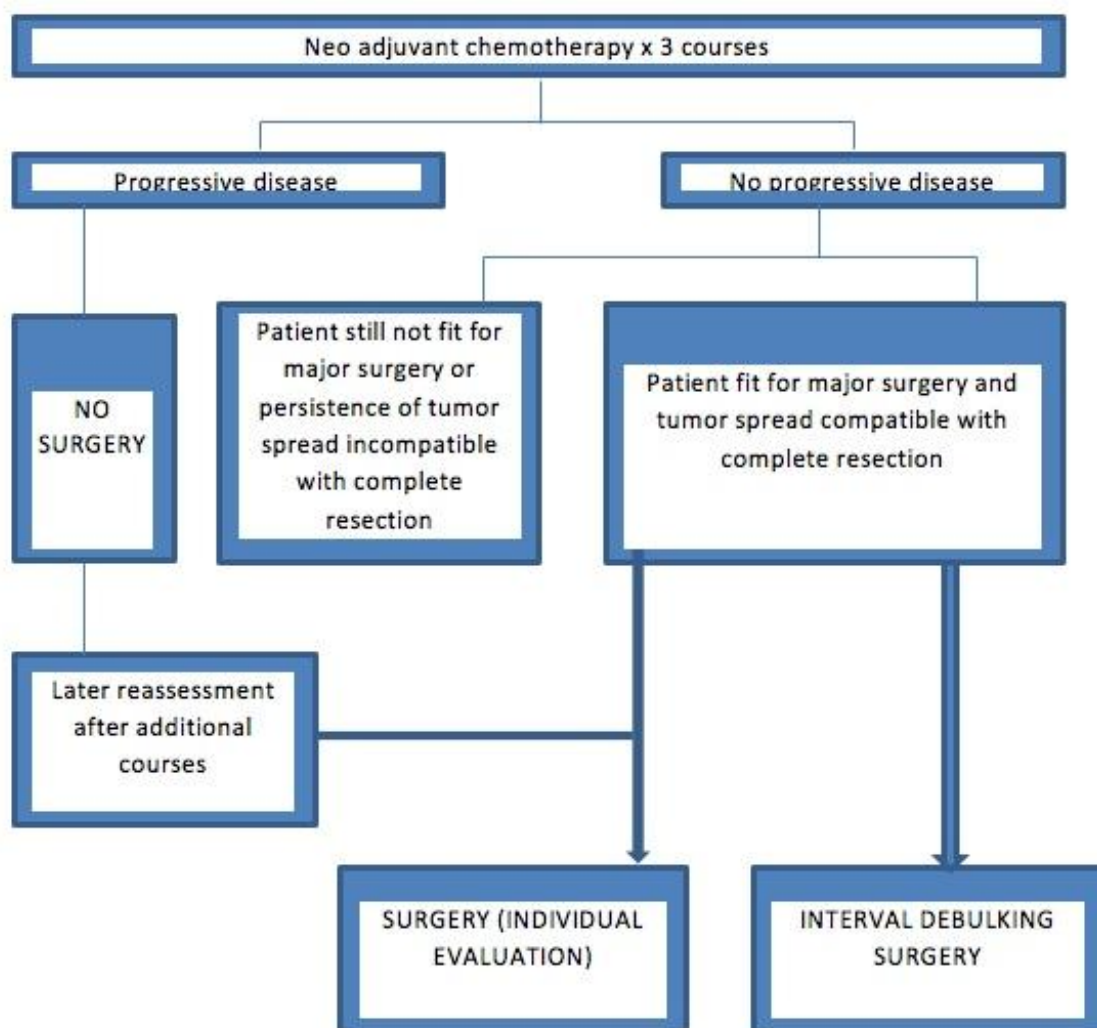 Neo adjuvant chemotherapy x 3 courses
Progressive disease
No progressive disease
NO
SURGERY
Patient still not fit for
major surgery or
persistence of tumor
spread incompatible
with complete
resection
Patient fit for major surgery and
tumor spread compatible with
complete resection
Later reassessment
after additional
courses
SURGERY (INDIVIDUAL
EVALUATION)
INTERVAL DEBULKING
SURGERY